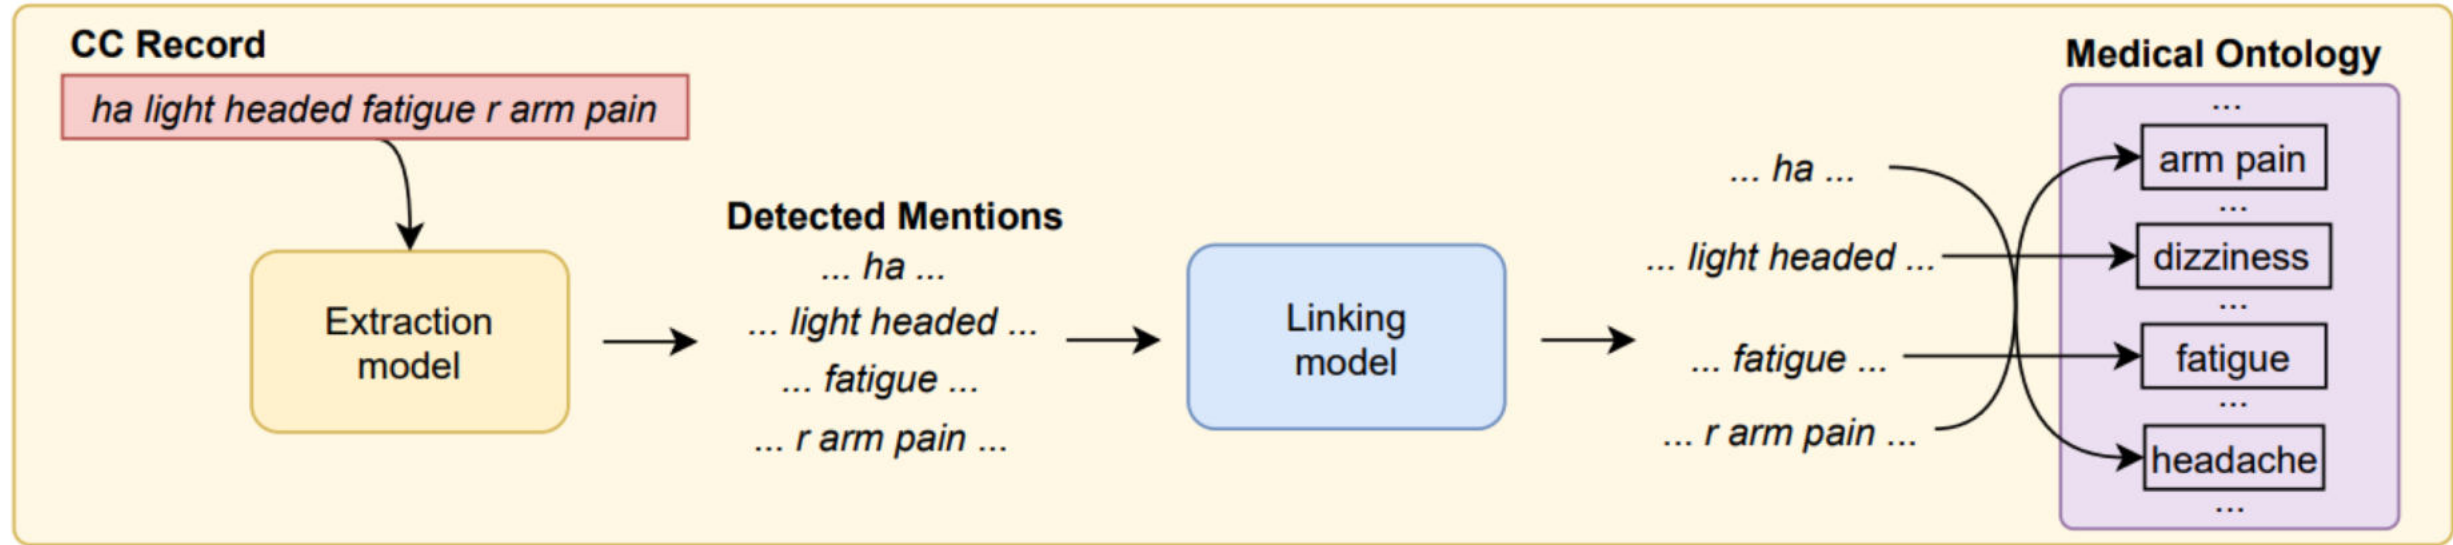 CC Record
ha light headed fatigue r arm pain
Extraction
model
Detected Mentions
... ha ...
... light headed ...
... fatigue ...
... r arm pain ...
Linking
model
... ha ...
... light headed ...
... fatigue ...
... r arm pain ...
Medical Ontology
...
arm pain
...
dizziness
...
fatigue
...
headache
...